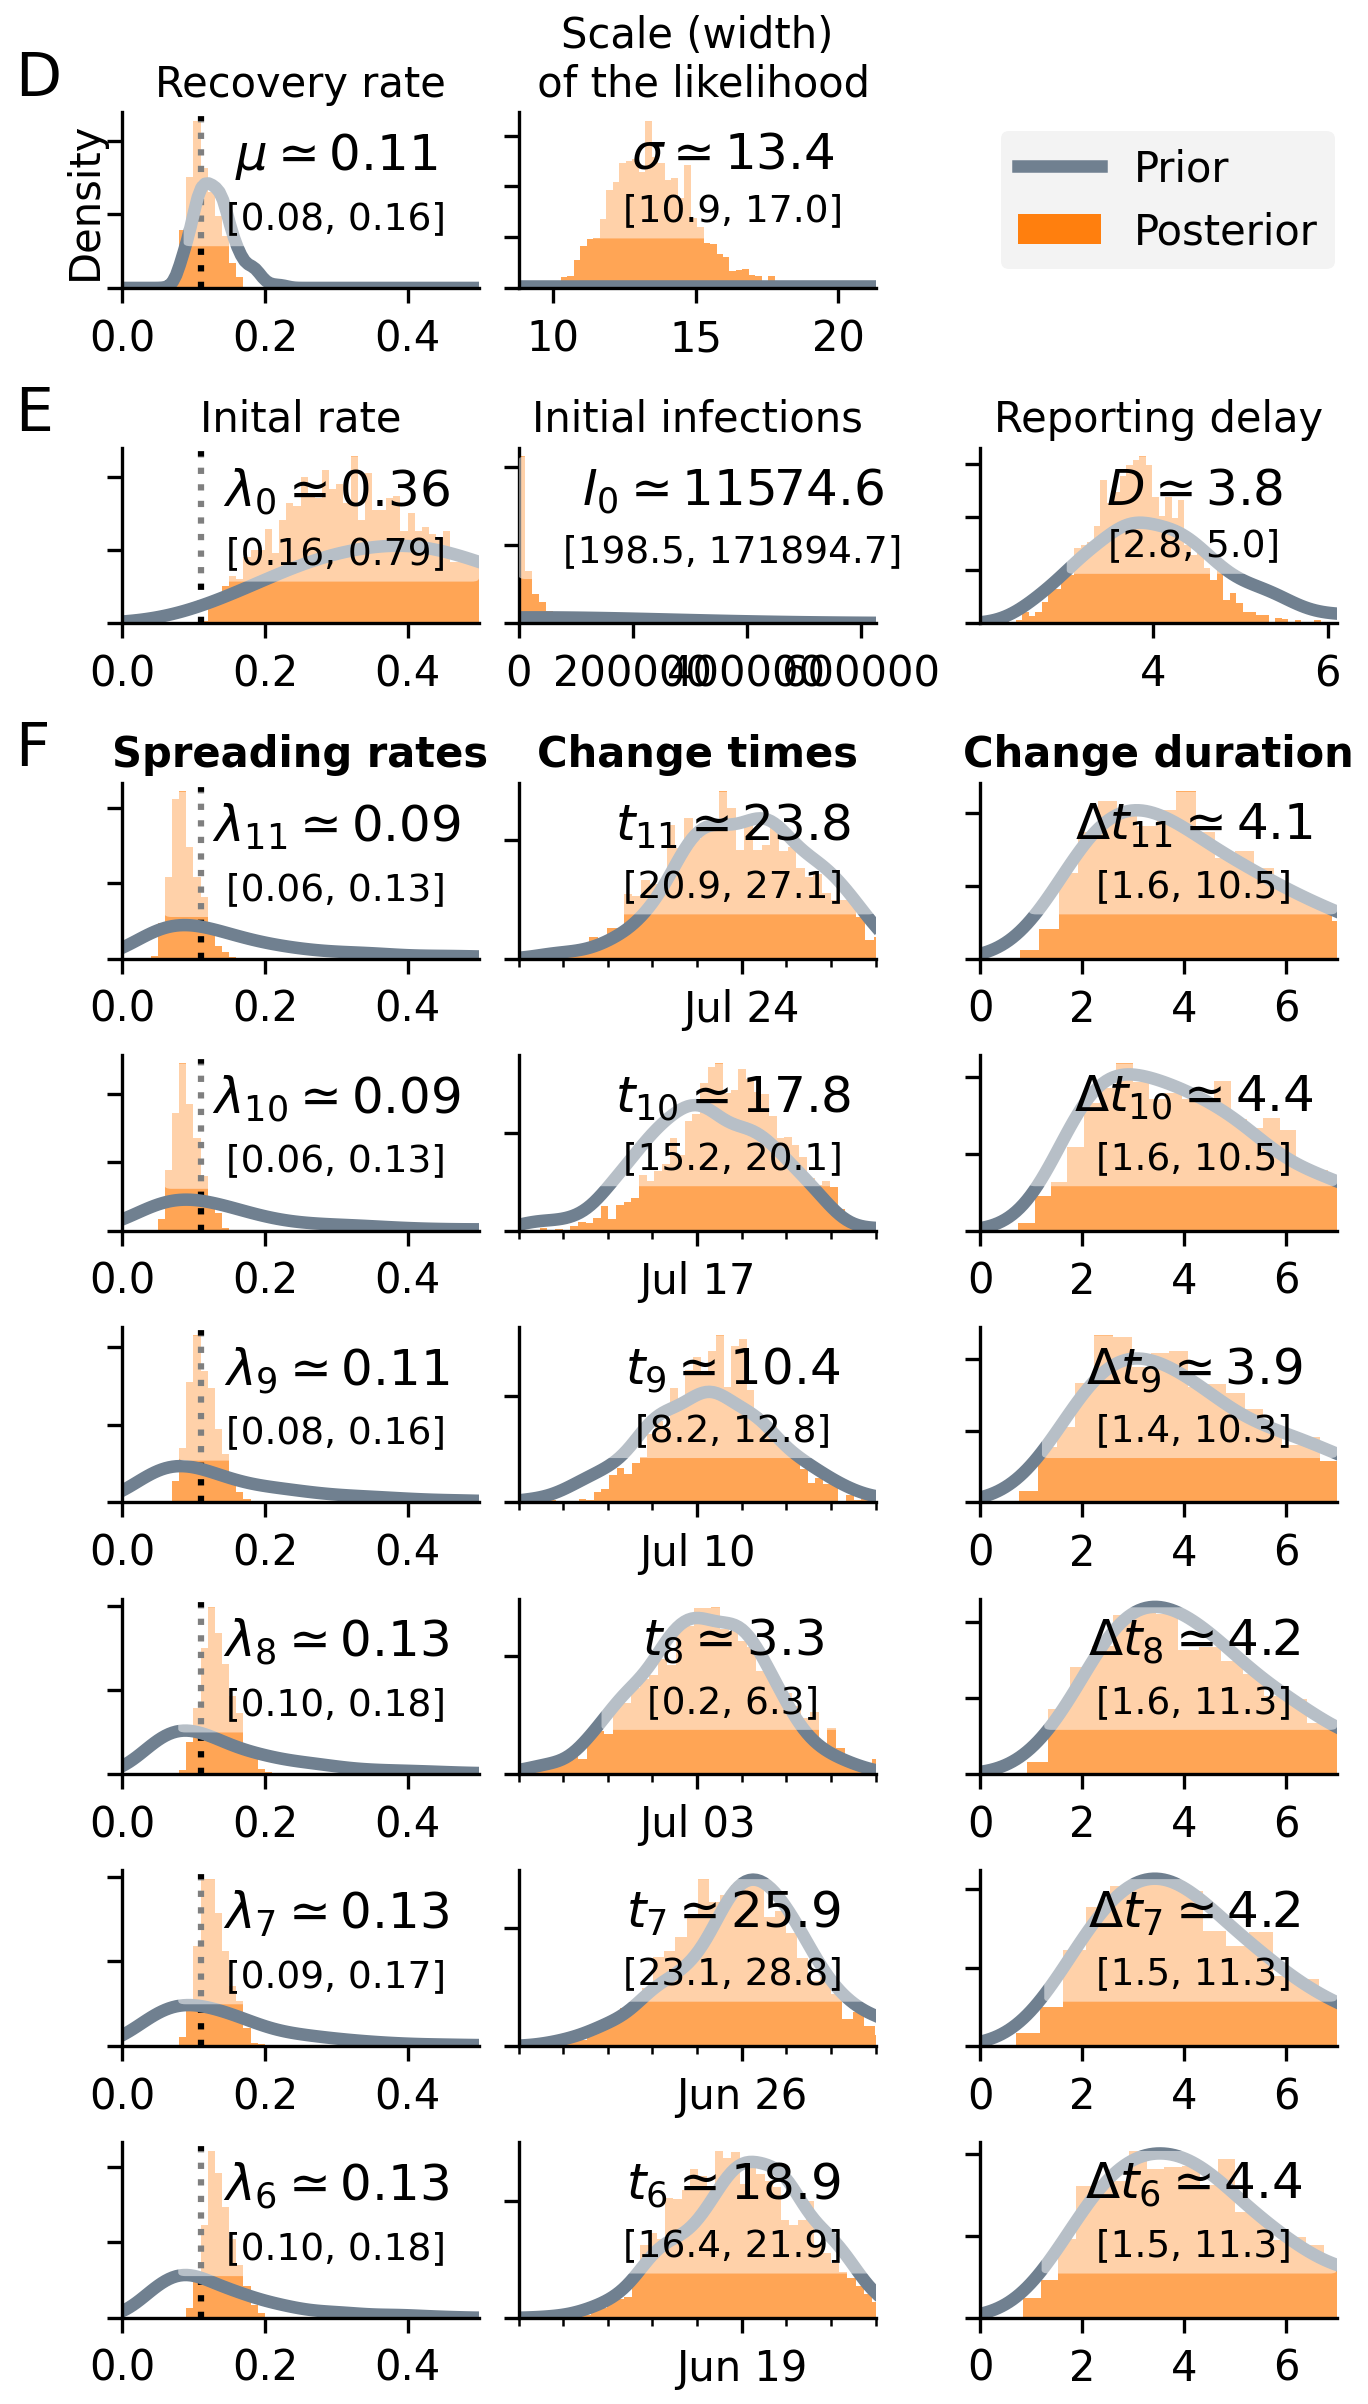 D
Recovery rate
Scale (width)
of the likelihood
Density
μ ≃ 0.11
[0.08, 0.16]
σ ≃ 13.4
[10.9, 17.0]
Prior
Posterior
0.0 0.2 0.4
10 15 20
E
Inital rate
Initial infections
Reporting delay
λ0 ≃ 0.36
[0.16, 0.79]
I0 ≃ 11574.6
[198.5, 171894.7]
D ≃ 3.8
[2.8, 5.0]
0.0 0.2 0.4
0 200000 400000 600000
4 6
F
Spreading rates
Change times
Change duration
λ11 ≃ 0.09
[0.06, 0.13]
t11 ≃ 23.8
[20.9, 27.1]
Δt11 ≃ 4.1
[1.6, 10.5]
0.0 0.2 0.4
Jul 24
0 2 4 6
λ10 ≃ 0.09
[0.06, 0.13]
t10 ≃ 17.8
[15.2, 20.1]
Δt10 ≃ 4.4
[1.6, 10.5]
0.0 0.2 0.4
Jul 17
0 2 4 6
λ9 ≃ 0.11
[0.08, 0.16]
t9 ≃ 10.4
[8.2, 12.8]
Δt9 ≃ 3.9
[1.4, 10.3]
0.0 0.2 0.4
Jul 10
0 2 4 6
λ8 ≃ 0.13
[0.10, 0.18]
t8 ≃ 3.3
[0.2, 6.3]
Δt8 ≃ 4.2
[1.6, 11.3]
0.0 0.2 0.4
Jul 03
0 2 4 6
λ7 ≃ 0.13
[0.09, 0.17]
t7 ≃ 25.9
[23.1, 28.8]
Δt7 ≃ 4.2
[1.5, 11.3]
0.0 0.2 0.4
Jun 26
0 2 4 6
λ6 ≃ 0.13
[0.10, 0.18]
t6 ≃ 18.9
[16.4, 21.9]
Δt6 ≃ 4.4
[1.5, 11.3]
0.0 0.2 0.4
Jun 19
0 2 4 6